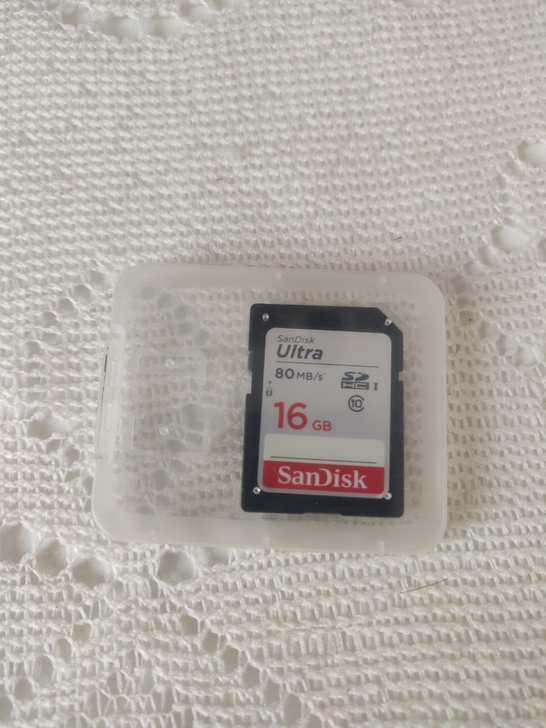 SanDisk
Ultra
80 MB/s
SD
HC I
10
16 GB
SanDisk